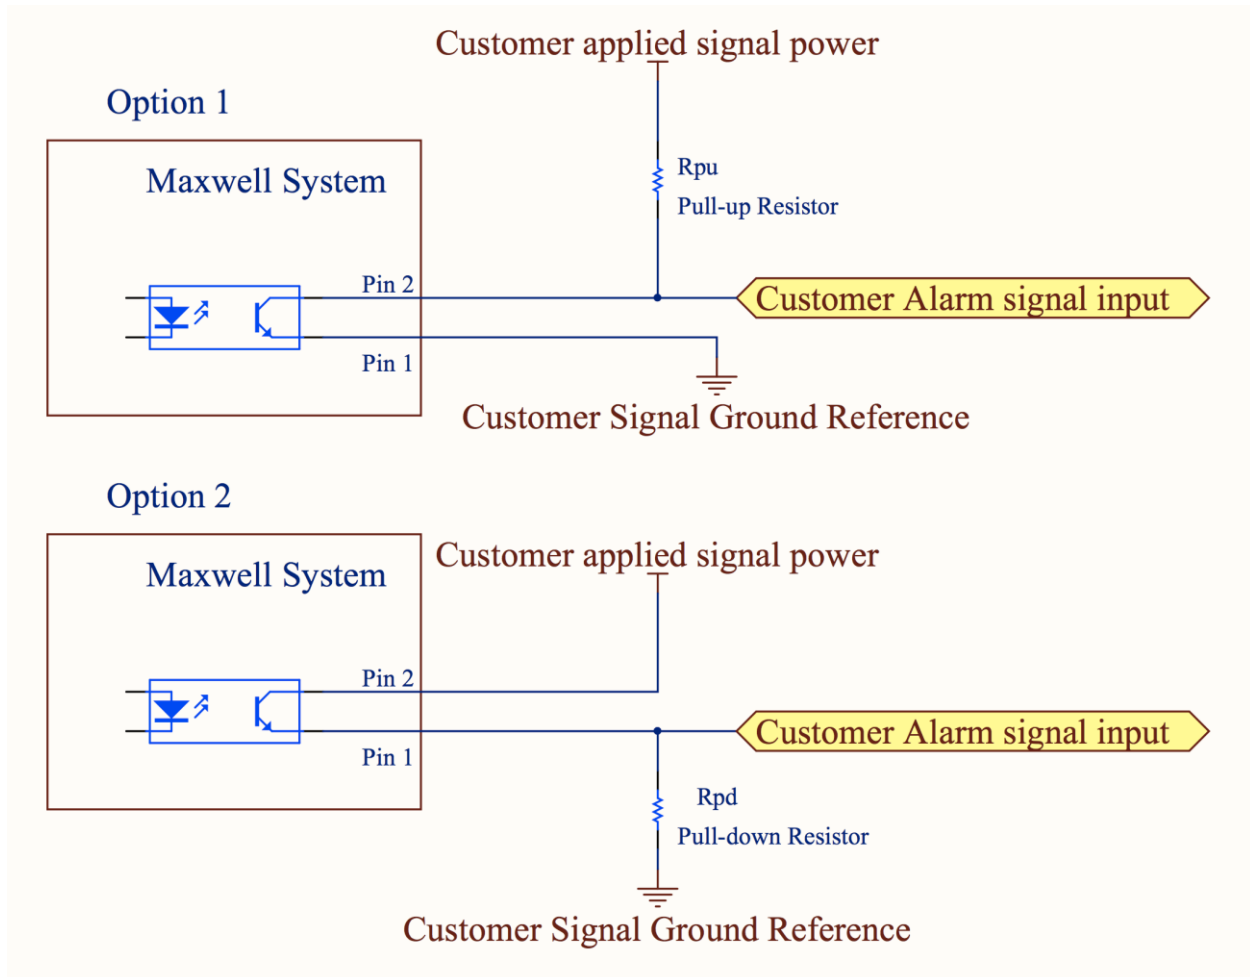 Customer applied signal power
Option 1
Maxwell System
Rpu
Pull-up Resistor
Pin 2
Customer Alarm signal input
Pin 1
Customer Signal Ground Reference
Option 2
Customer applied signal power
Maxwell System
Pin 2
Customer Alarm signal input
Pin 1
Rpd
Pull-down Resistor
Customer Signal Ground Reference